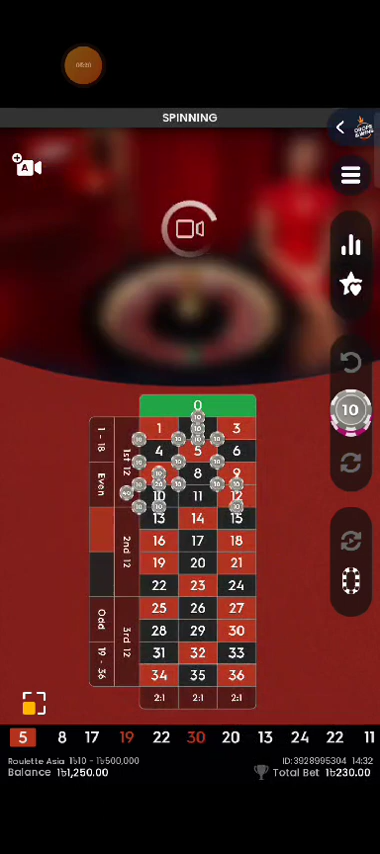 SPINNING
DROPS & WINS
A
0
1 3
4 5 6
8 9
10 11 12
13 14 15
16 17 18
19 20 21
22 23 24
25 26 27
28 29 30
31 32 33
34 35 36
2:1 2:1 2:1
1 - 18
Even
Odd
19 - 36
1st 12
2nd 12
3rd 12
10
5 8 17 19 22 30 20 13 24 22 11
Roulette Asia ₺10 - ₺500,000
ID:3928995304 14:32
Balance ₺1,250.00
Total Bet ₺230.00